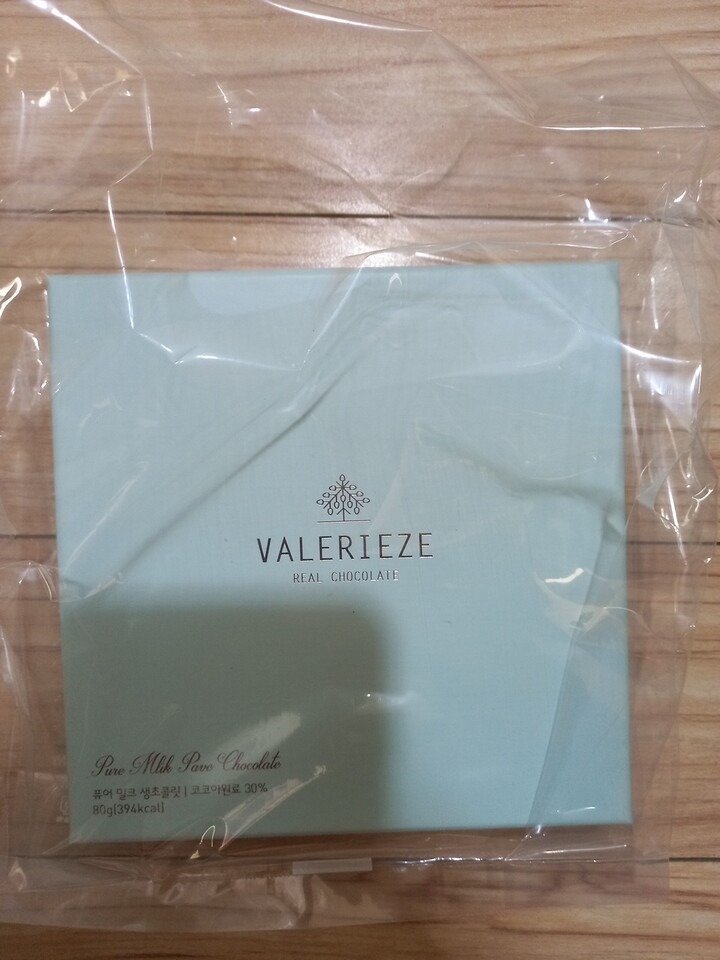 VALERIEZE
REAL CHOCOLATE
Pure Mlik Pave Chocolate
퓨어 밀크 생초콜릿 | 코코아원료 30%
80g(394kcal)